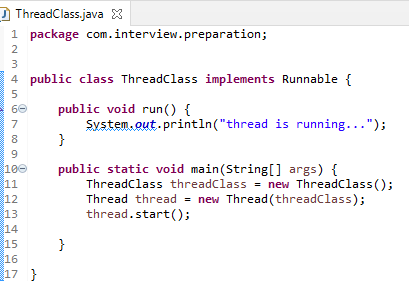 ThreadClass.java
1 package com.interview.preparation;
2
3
4 public class ThreadClass implements Runnable {
5
6 public void run() {
7 System.out.println("thread is running...");
8 }
9
10 public static void main(String[] args) {
11 ThreadClass threadClass = new ThreadClass();
12 Thread thread = new Thread(threadClass);
13 thread.start();
14
15 }
16
17 }